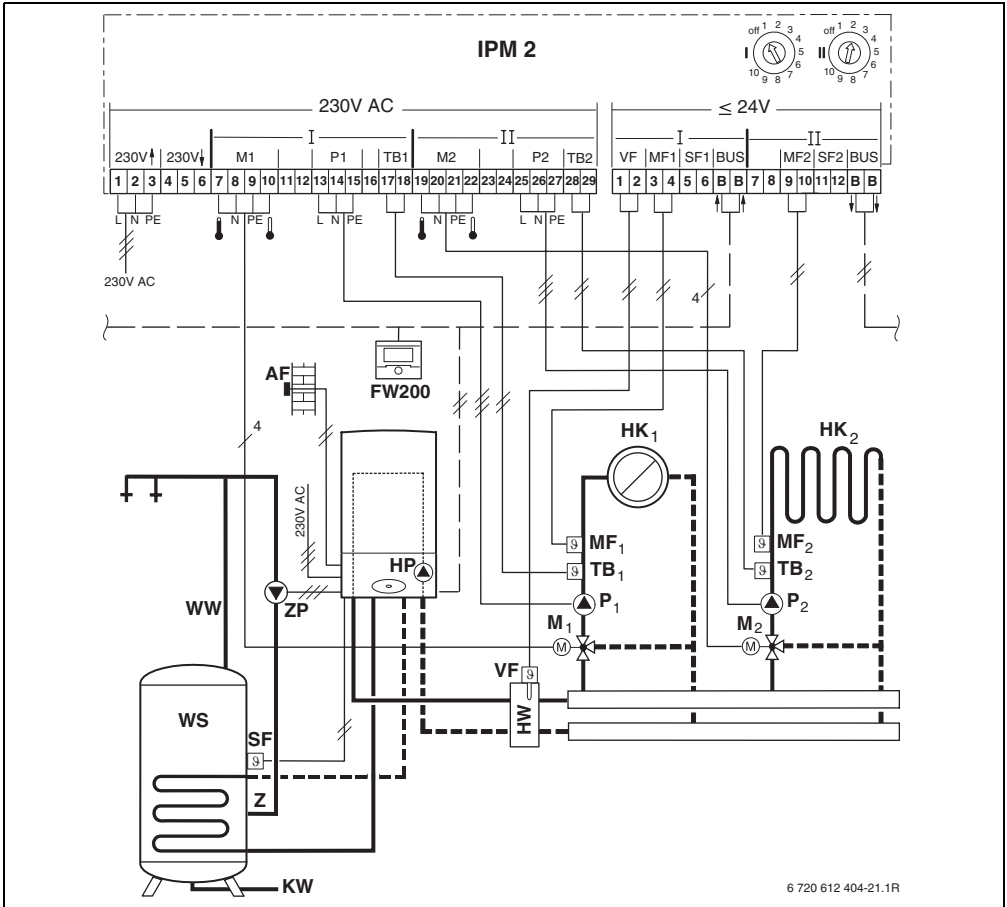 IPM 2
off 1 2 3 4 5 6 7 8 9 10
I
off 1 2 3 4 5 6 7 8 9 10
II
230V AC
≤ 24V
I II I II
230V 230V M1 P1 TB1 M2 P2 TB2 VF MF1 SF1 BUS MF2 SF2 BUS
1 2 3 4 5 6 7 8 9 10 11 12 13 14 15 16 17 18 19 20 21 22 23 24 25 26 27 28 29 1 2 3 4 5 6 B B 7 8 9 10 11 12 B B
L N PE N PE L N PE N PE L N PE
230V AC
4
FW200
AF
4
HK1
HK2
230V AC
MF1
MF2
HP
TB1
TB2
ZP
P1
P2
WW
M1
M2
M
M
VF
HW
WS
SF
Z
KW
6 720 612 404-21.1R